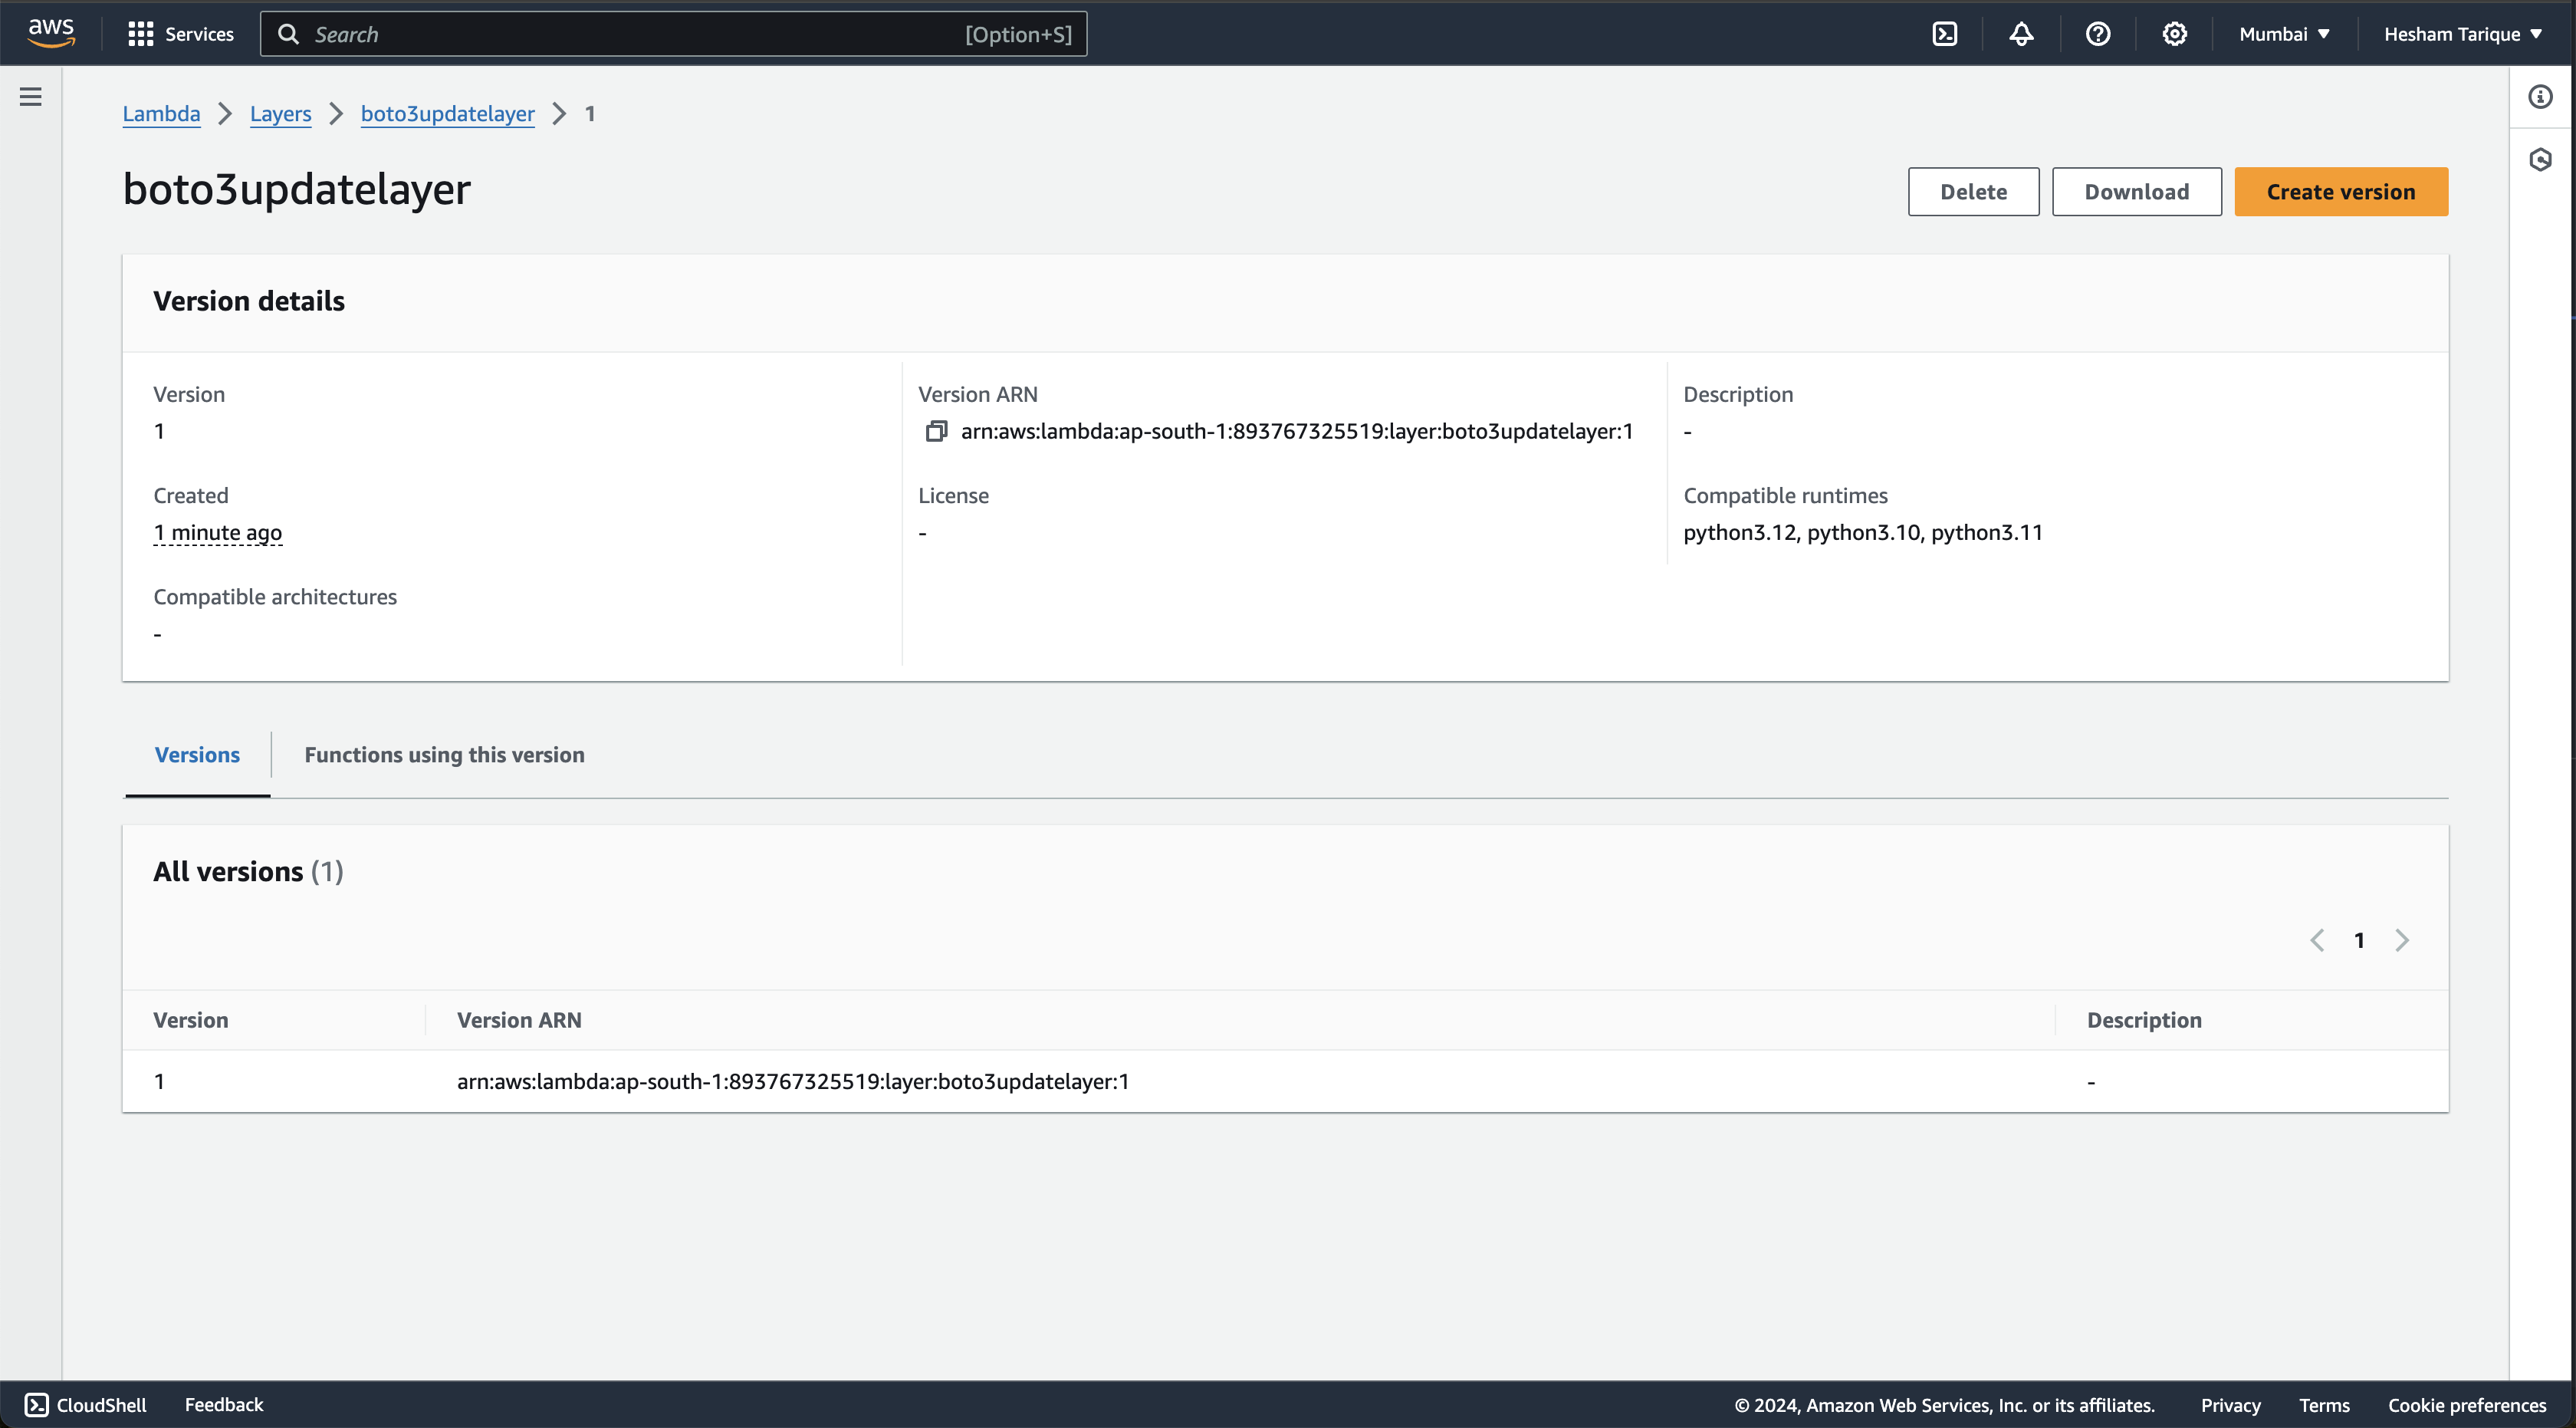 aws Services Search [Option+S] Mumbai Hesham Tarique
Lambda Layers boto3updatelayer 1
boto3updatelayer
Delete Download Create version
Version details
Version Version ARN Description
1 arn:aws:lambda:ap-south-1:893767325519:layer:boto3updatelayer:1 -
Created License Compatible runtimes
1 minute ago - python3.12, python3.10, python3.11
Compatible architectures
-
Versions Functions using this version
All versions (1)
1
Version Version ARN Description
1 arn:aws:lambda:ap-south-1:893767325519:layer:boto3updatelayer:1 -
CloudShell Feedback © 2024, Amazon Web Services, Inc. or its affiliates. Privacy Terms Cookie preferences